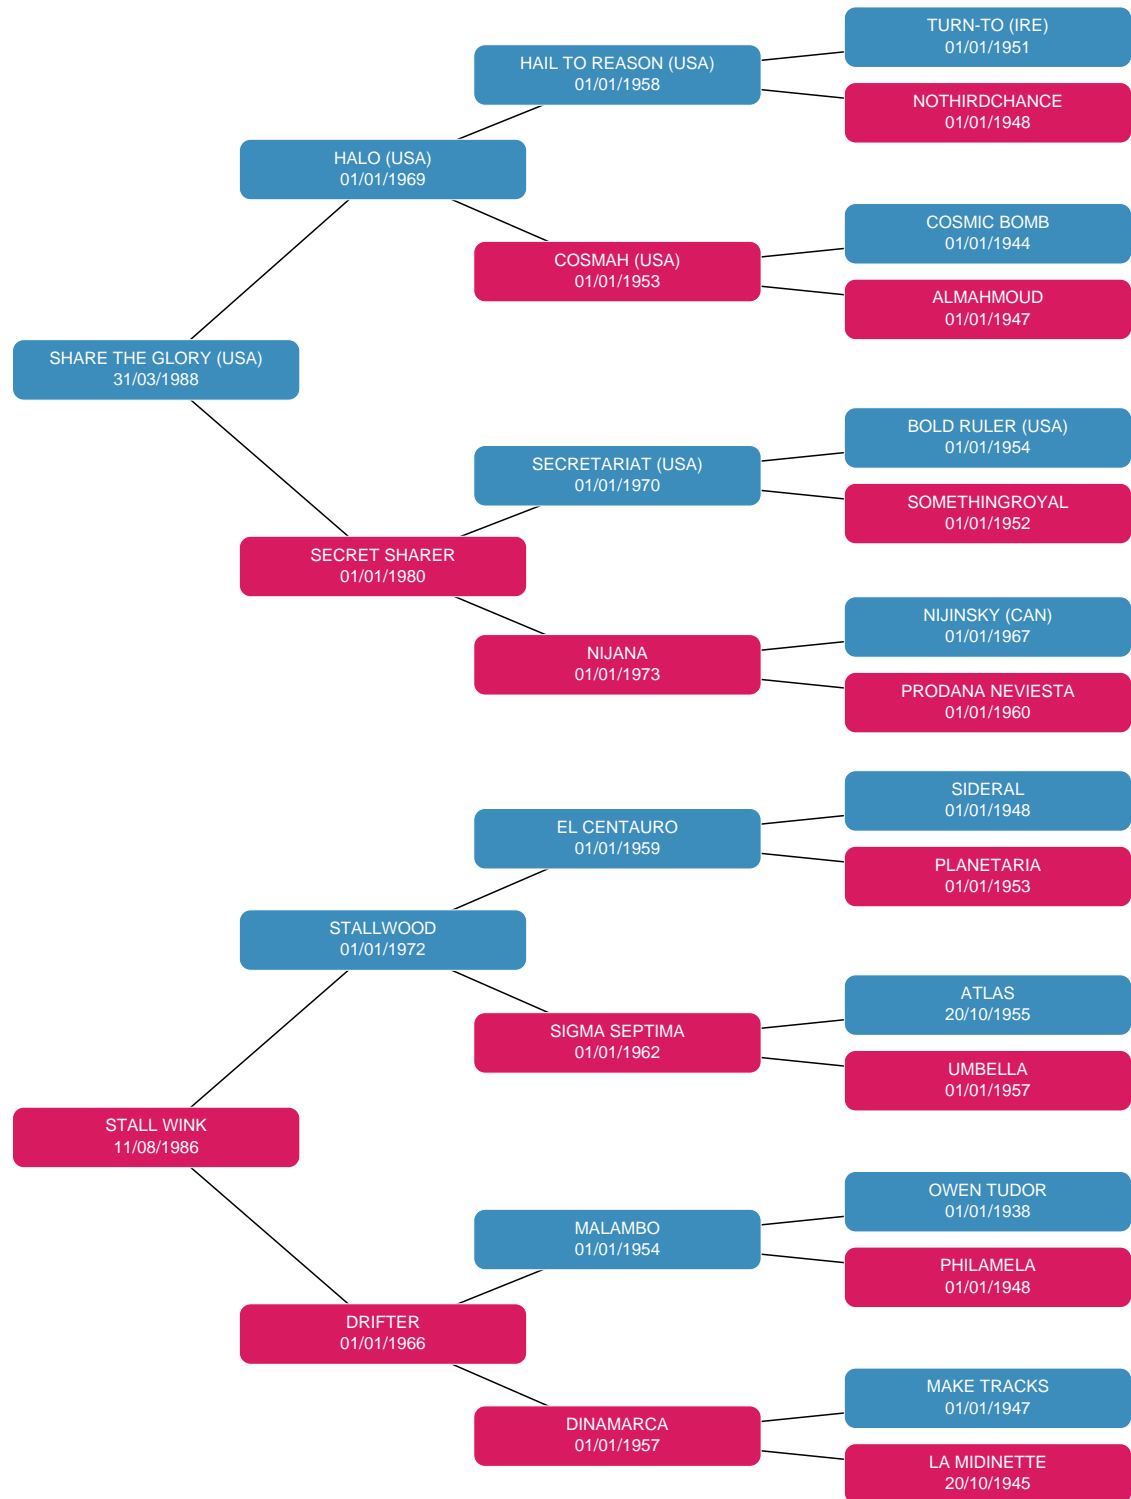 TURN-TO (IRE)
01/01/1951
HAIL TO REASON (USA)
01/01/1958
NOTHIRDCHANCE
01/01/1948
HALO (USA)
01/01/1969
COSMIC BOMB
01/01/1944
COSMAH (USA)
01/01/1953
ALMAHMOUD
01/01/1947
SHARE THE GLORY (USA)
31/03/1988
BOLD RULER (USA)
01/01/1954
SECRETARIAT (USA)
01/01/1970
SOMETHINGROYAL
01/01/1952
SECRET SHARER
01/01/1980
NIJINSKY (CAN)
01/01/1967
NIJANA
01/01/1973
PRODANA NEVIESTA
01/01/1960
SIDERAL
01/01/1948
EL CENTAURO
01/01/1959
PLANETARIA
01/01/1953
STALLWOOD
01/01/1972
ATLAS
20/10/1955
SIGMA SEPTIMA
01/01/1962
UMBELLA
01/01/1957
STALL WINK
11/08/1986
OWEN TUDOR
01/01/1938
MALAMBO
01/01/1954
PHILAMELA
01/01/1948
DRIFTER
01/01/1966
MAKE TRACKS
01/01/1947
DINAMARCA
01/01/1957
LA MIDINETTE
20/10/1945